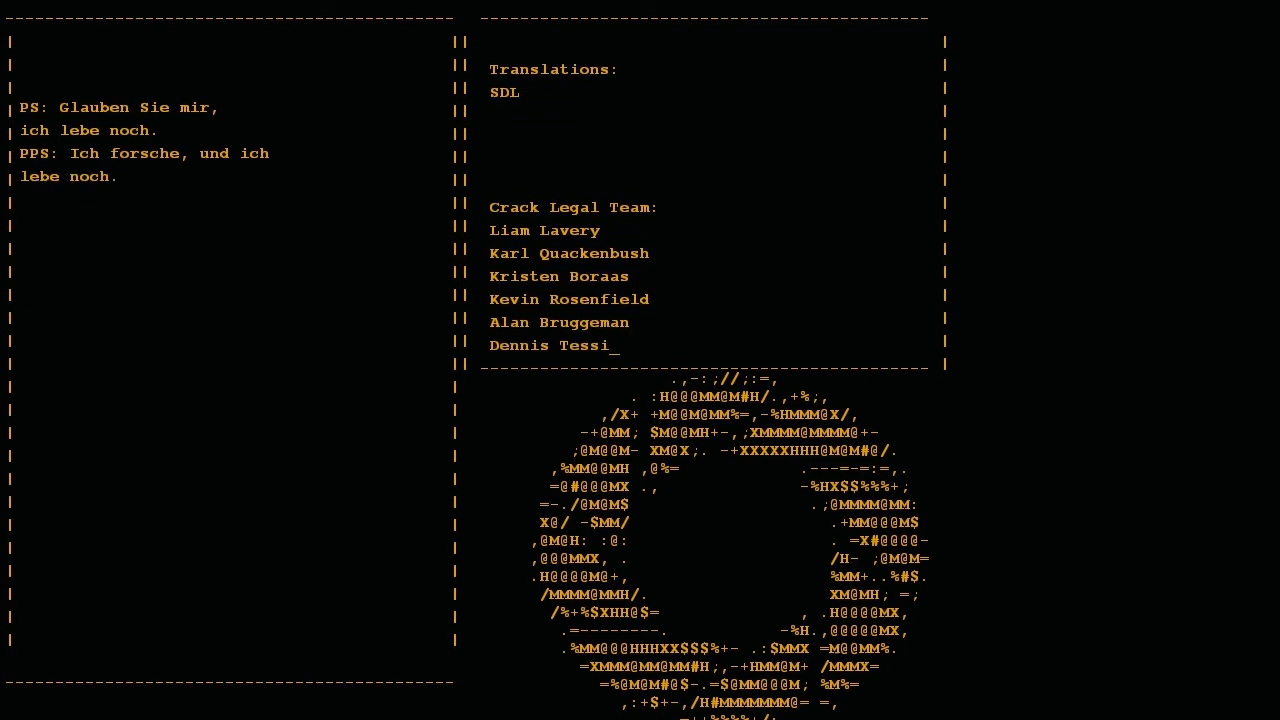 PS: Glauben Sie mir,
ich lebe noch.
PPS: Ich forsche, und ich
lebe noch.
Translations:
SDL
Crack Legal Team:
Liam Lavery
Karl Quackenbush
Kristen Boraas
Kevin Rosenfield
Alan Bruggeman
Dennis Tessi_